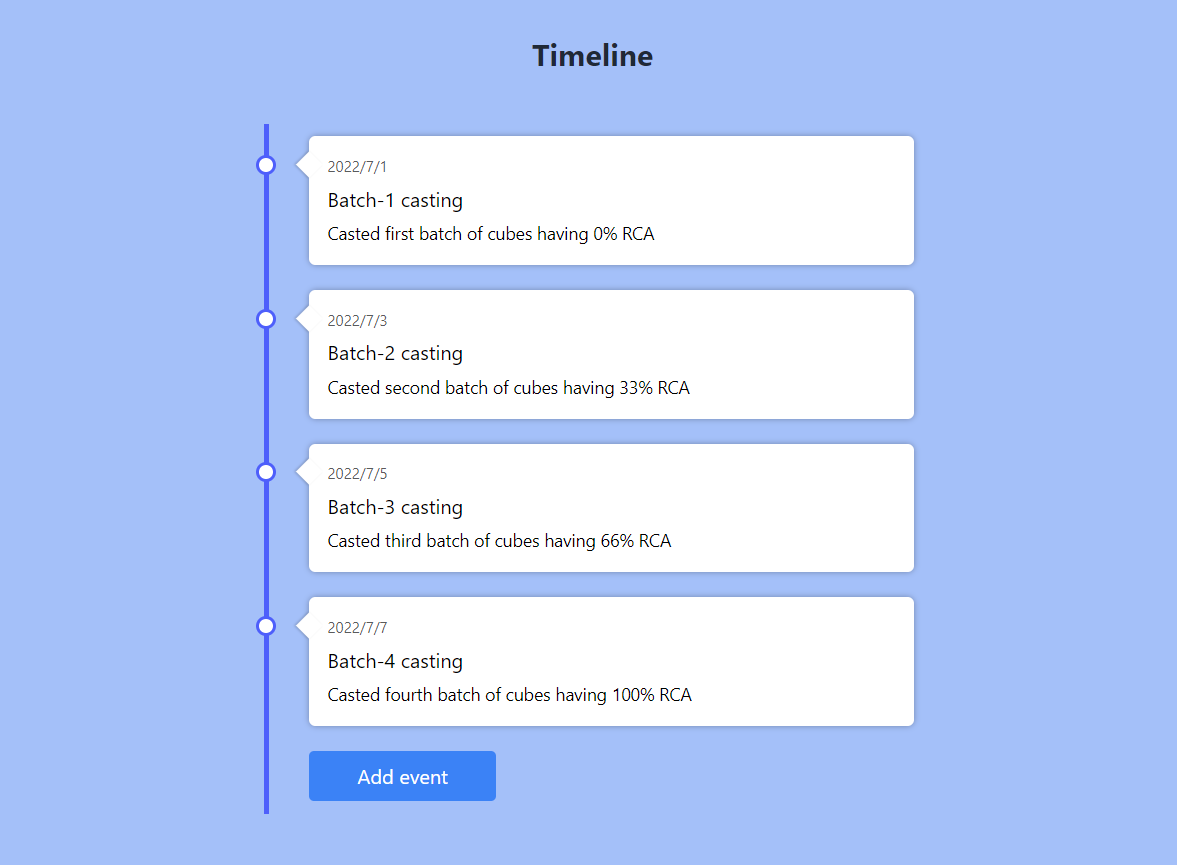 Timeline
2022/7/1
Batch-1 casting
Casted first batch of cubes having 0% RCA
2022/7/3
Batch-2 casting
Casted second batch of cubes having 33% RCA
2022/7/5
Batch-3 casting
Casted third batch of cubes having 66% RCA
2022/7/7
Batch-4 casting
Casted fourth batch of cubes having 100% RCA
Add event